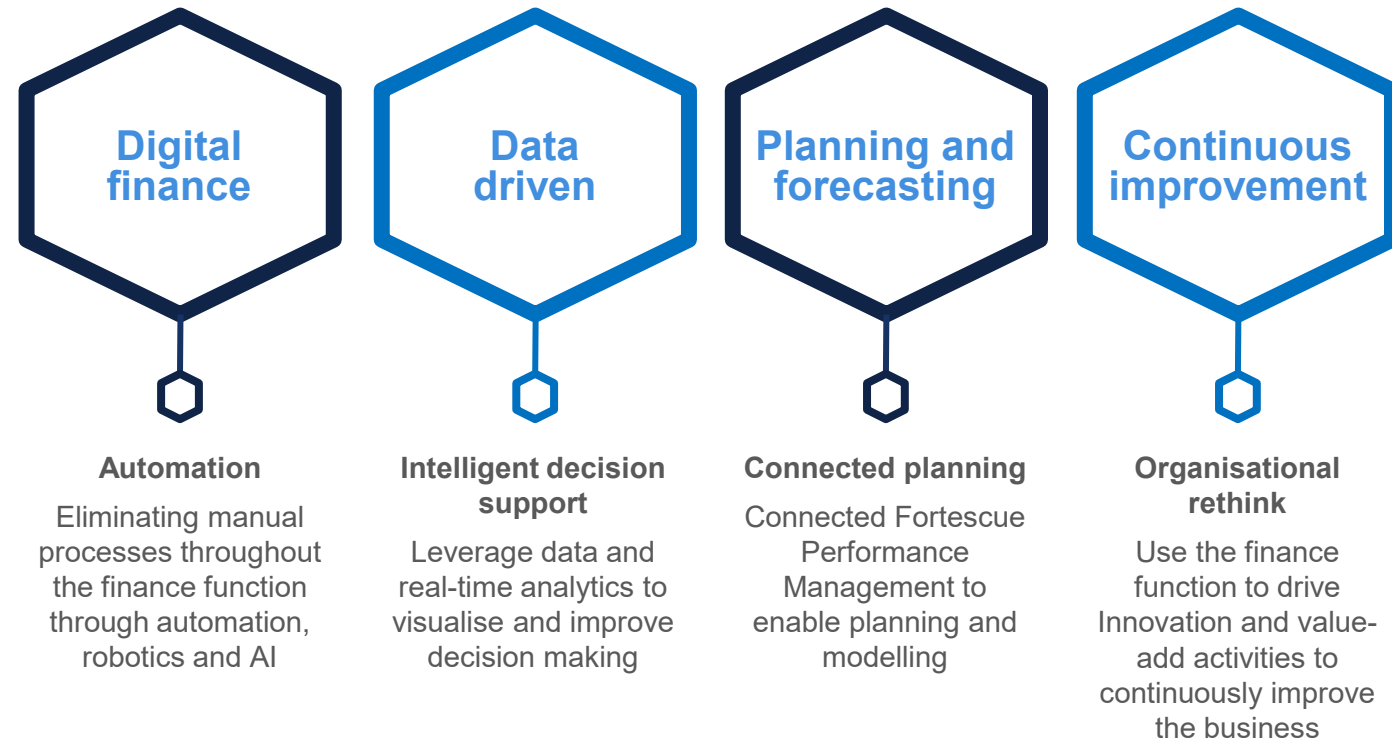 Digital
finance
Data
driven
Planning and
forecasting
Continuous
improvement
Automation
Eliminating manual
processes throughout
the finance function
through automation,
robotics and AI
Intelligent decision
support
Leverage data and
real-time analytics to
visualise and improve
decision making
Connected planning
Connected Fortescue
Performance
Management to
enable planning and
modelling
Organisational
rethink
Use the finance
function to drive
Innovation and value-
add activities to
continuously improve
the business